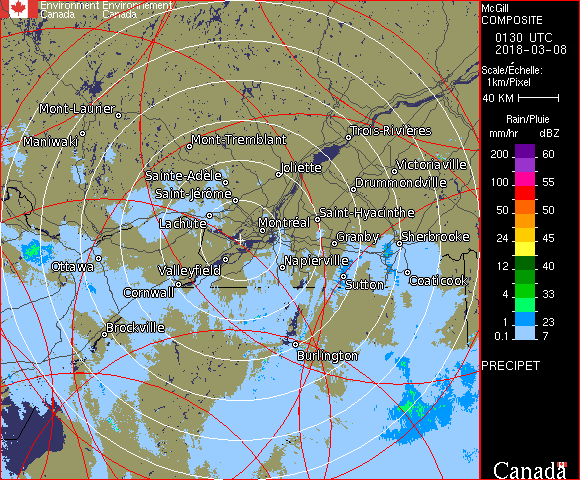 Environment Environnement
Canada Canada
McGill
COMPOSITE
0130 UTC
2018-03-08
Scale/Échelle:
1km/Pixel
40 KM
Rain/Pluie
mm/hr dBZ
200 60
100 55
75 53
50 50
24 45
12 40
4 33
1 23
0.1 7
PRECIPET
Canada
Mont-Laurier
Maniwaki
Mont-Tremblant
Trois-Rivières
Joliette
Victoriaville
Sainte-Adèle
Drummondville
Saint-Jérôme
Saint-Hyacinthe
Lachute
Montréal
Granby
Sherbrooke
Ottawa
Valleyfield
Napierville
Sutton
Coaticook
Cornwall
Brockville
Burlington